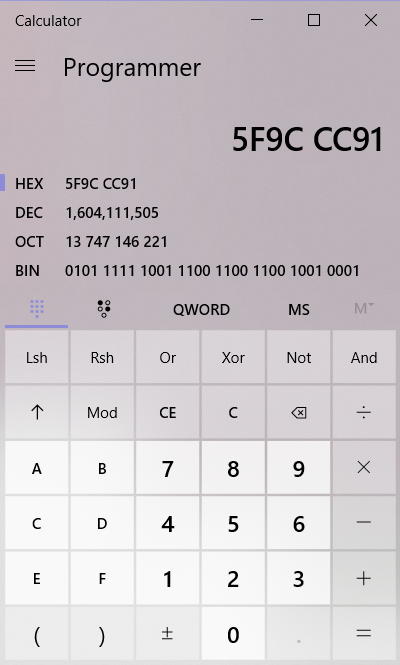 Calculator
Programmer
5F9C CC91
HEX 5F9C CC91
DEC 1,604,111,505
OCT 13 747 146 221
BIN 0101 1111 1001 1100 1100 1100 1001 0001
QWORD MS M
Lsh Rsh Or Xor Not And
↑ Mod CE C ÷
A B 7 8 9 ×
C D 4 5 6 −
E F 1 2 3 +
( ) ± 0 . =